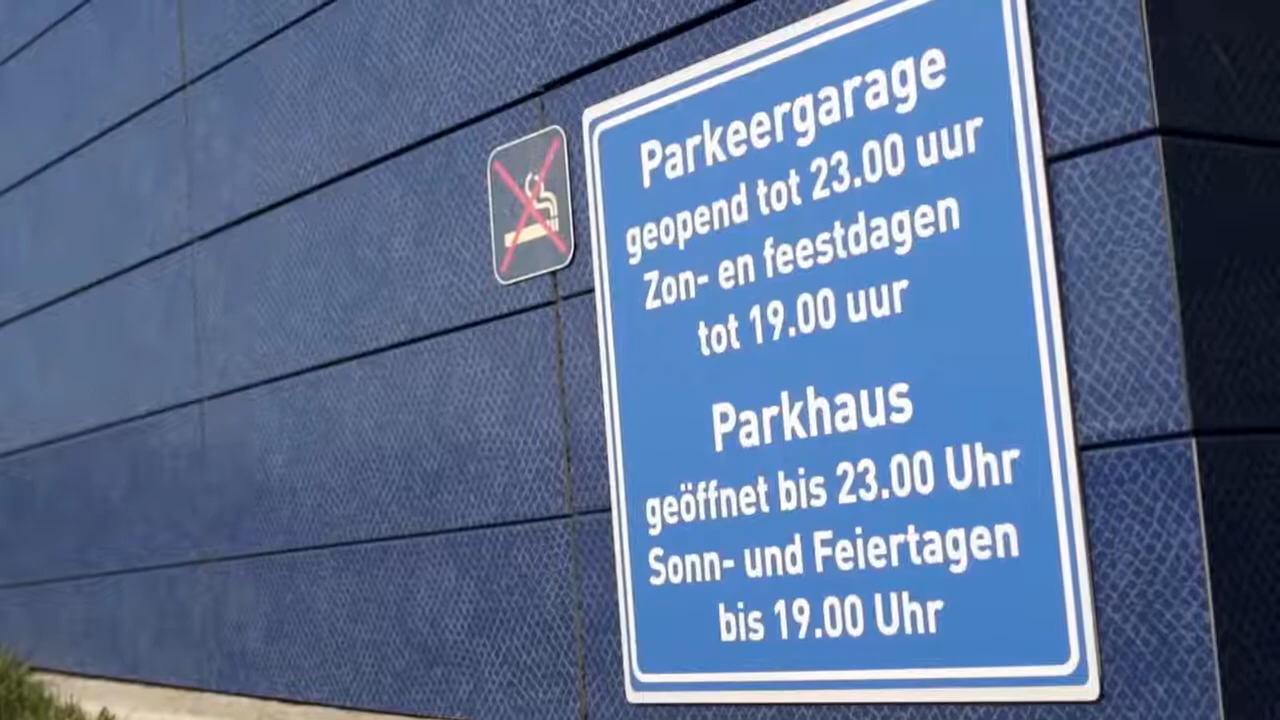 Parkeergarage
geopend tot 23.00 uur
Zon- en feestdagen
tot 19.00 uur
Parkhaus
geöffnet bis 23.00 Uhr
Sonn- und Feiertagen
bis 19.00 Uhr